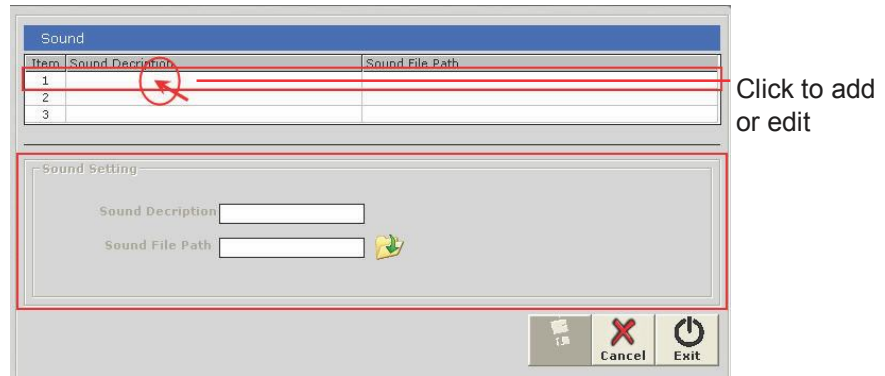 Sound
Item Sound Decription Sound File Path
1
2
3
Click to add
or edit
Sound Setting
Sound Decription
Sound File Path
Cancel Exit